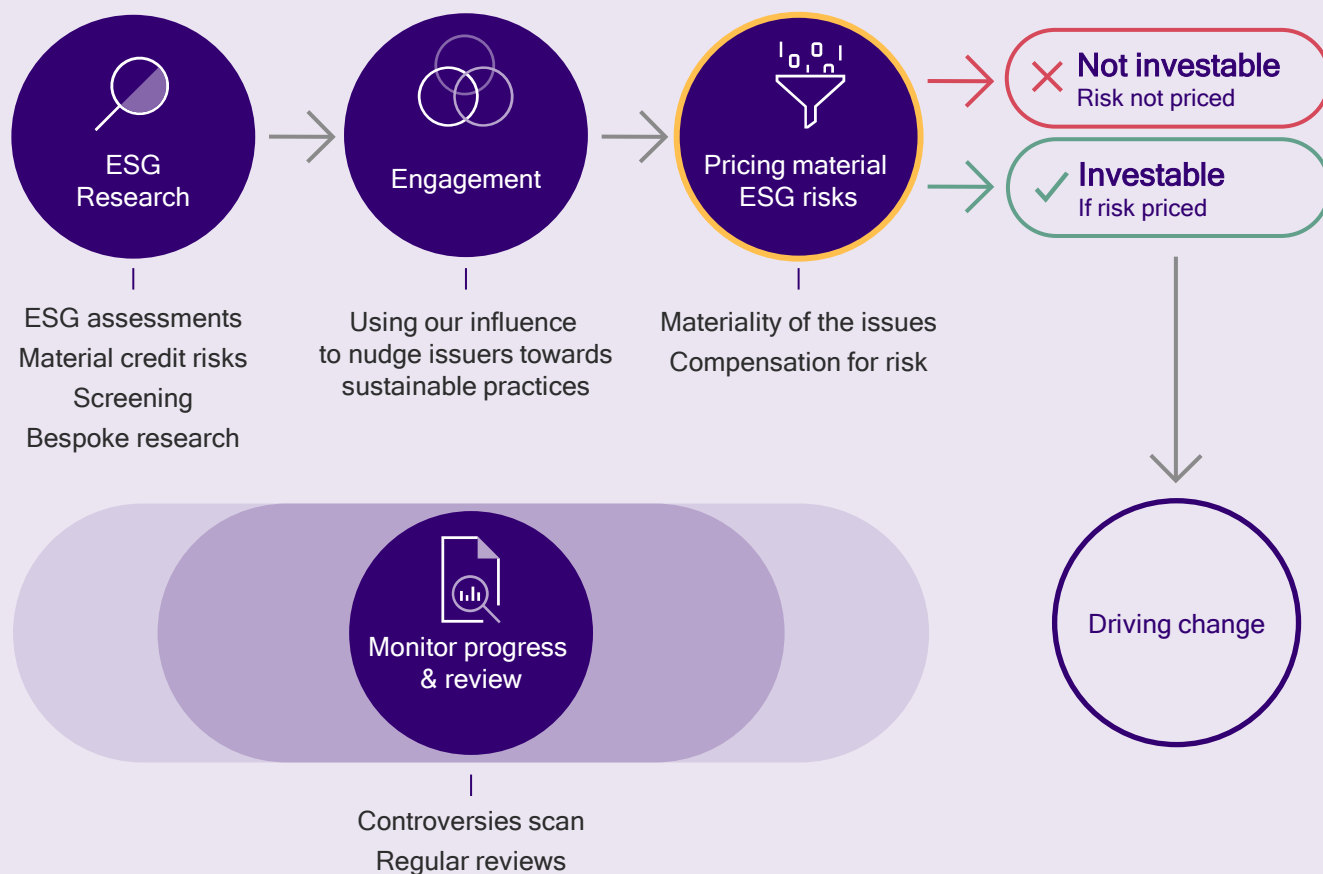 ESG
Research
Engagement
Pricing material
ESG risks
Not investable
Risk not priced
Investable
If risk priced
ESG assessments
Material credit risks
Screening
Bespoke research
Using our influence
to nudge issuers towards
sustainable practices
Materiality of the issues
Compensation for risk
Monitor progress
& review
Driving change
Controversies scan
Regular reviews